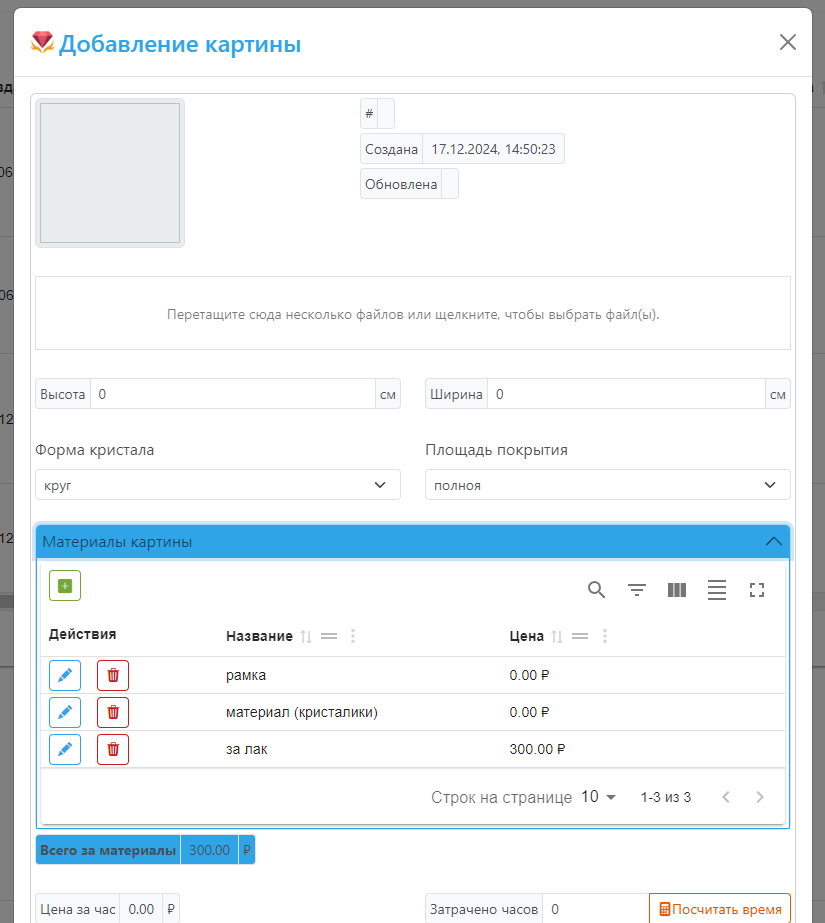 Добавление картины
#
Создана 17.12.2024, 14:50:23
Обновлена
Перетащите сюда несколько файлов или щелкните, чтобы выбрать файл(ы).
Высота 0 см Ширина 0 см
Форма кристала Площадь покрытия
круг полная
Материалы картины
Действия Название Цена
рамка 0.00 ₽
материал (кристалики) 0.00 ₽
за лак 300.00 ₽
Строк на странице 10 1-3 из 3
Всего за материалы 300.00 ₽
Цена за час 0.00 ₽ Затрачено часов 0 Посчитать время